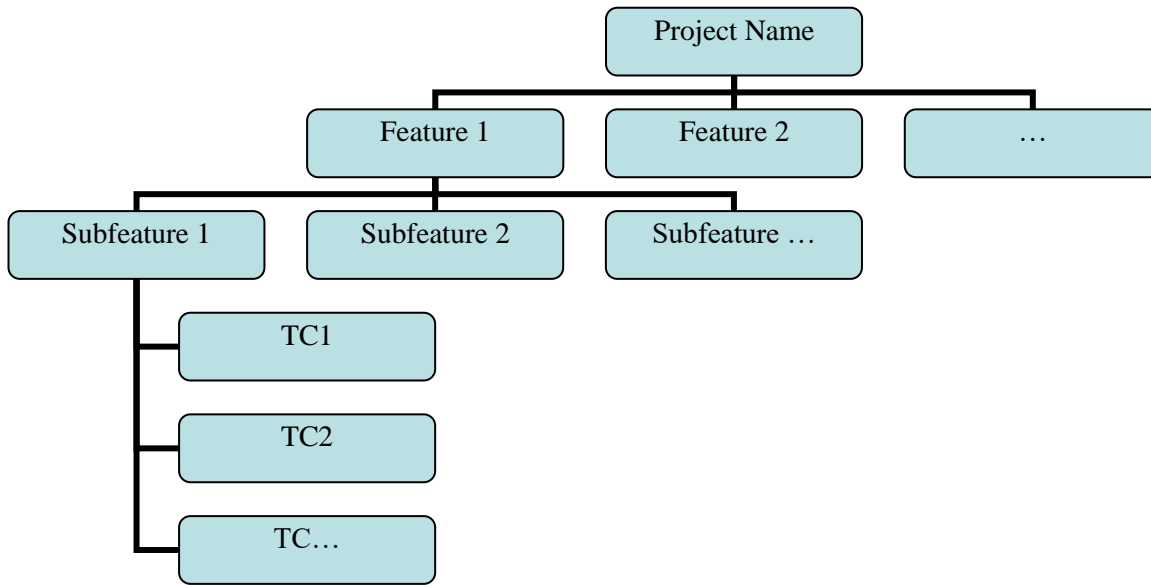 Project Name
Feature 1
Feature 2
…
Subfeature 1
Subfeature 2
Subfeature …
TC1
TC2
TC…